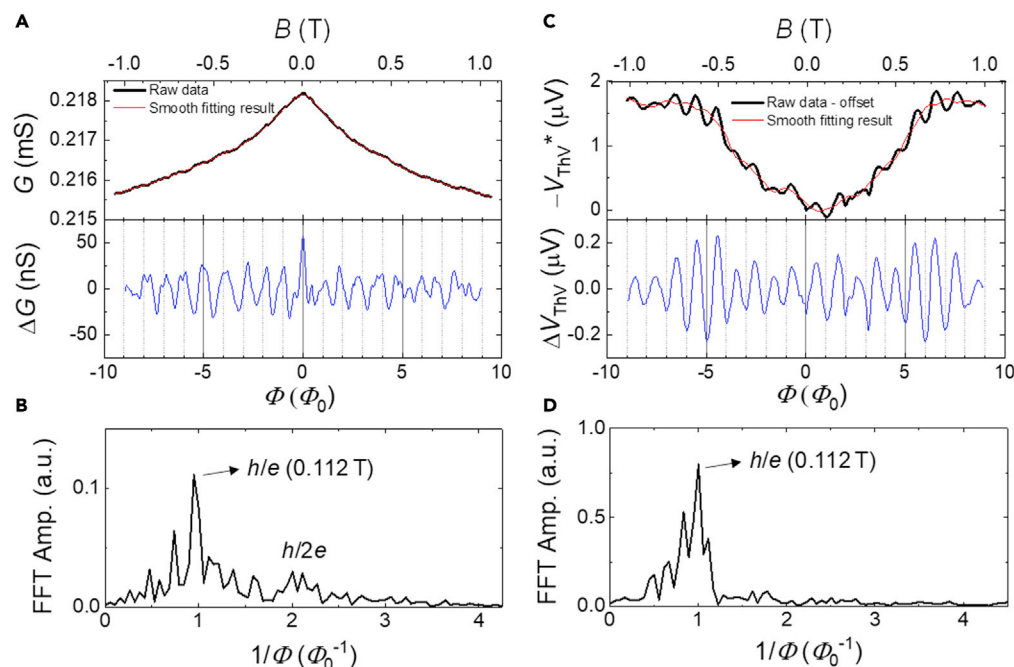 A
B (T)
-1.0 -0.5 0.0 0.5 1.0
Raw data
Smooth fitting result
0.218
0.217
0.216
0.215
G (mS)
50
0
-50
ΔG (nS)
-10 -5 0 5 10
Φ (Φ₀)
B
h/e (0.112 T)
h/2e
0.1
0.0
FFT Amp. (a.u.)
0 1 2 3 4
1/Φ (Φ₀⁻¹)
C
B (T)
-1.0 -0.5 0.0 0.5 1.0
Raw data - offset
Smooth fitting result
2
1
0
−V_ThV* (μV)
0.2
0.0
-0.2
ΔV_ThV (μV)
-10 -5 0 5 10
Φ (Φ₀)
D
h/e (0.112 T)
1.0
0.5
0.0
FFT Amp. (a.u.)
0 1 2 3 4
1/Φ (Φ₀⁻¹)